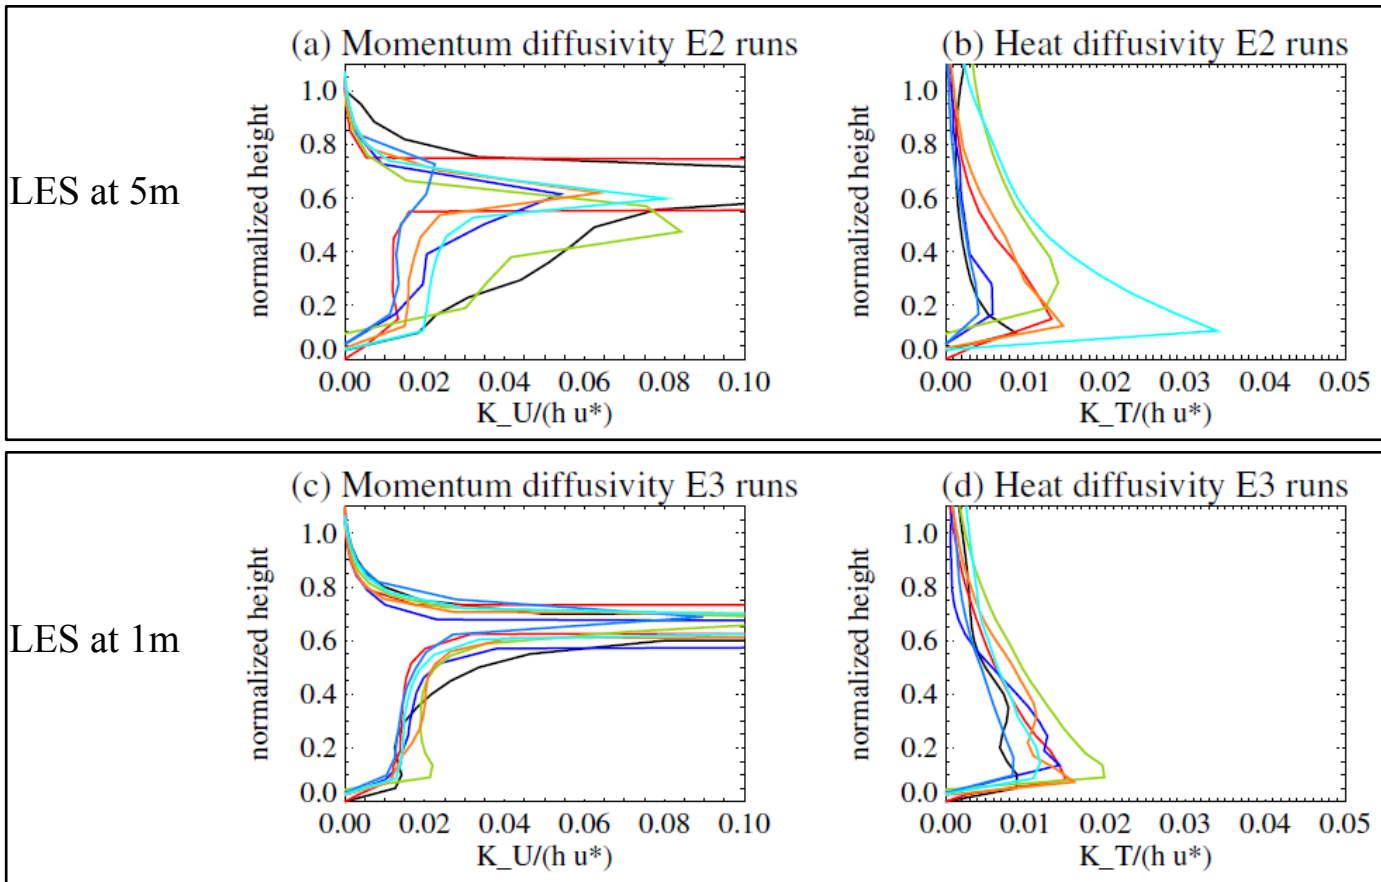 (a) Momentum diffusivity E2 runs
(b) Heat diffusivity E2 runs
LES at 5m
normalized height
1.0
0.8
0.6
0.4
0.2
0.0
0.00 0.02 0.04 0.06 0.08 0.10
K_U/(h u*)
normalized height
1.0
0.8
0.6
0.4
0.2
0.0
0.00 0.01 0.02 0.03 0.04 0.05
K_T/(h u*)
(c) Momentum diffusivity E3 runs
(d) Heat diffusivity E3 runs
LES at 1m
normalized height
1.0
0.8
0.6
0.4
0.2
0.0
0.00 0.02 0.04 0.06 0.08 0.10
K_U/(h u*)
normalized height
1.0
0.8
0.6
0.4
0.2
0.0
0.00 0.01 0.02 0.03 0.04 0.05
K_T/(h u*)